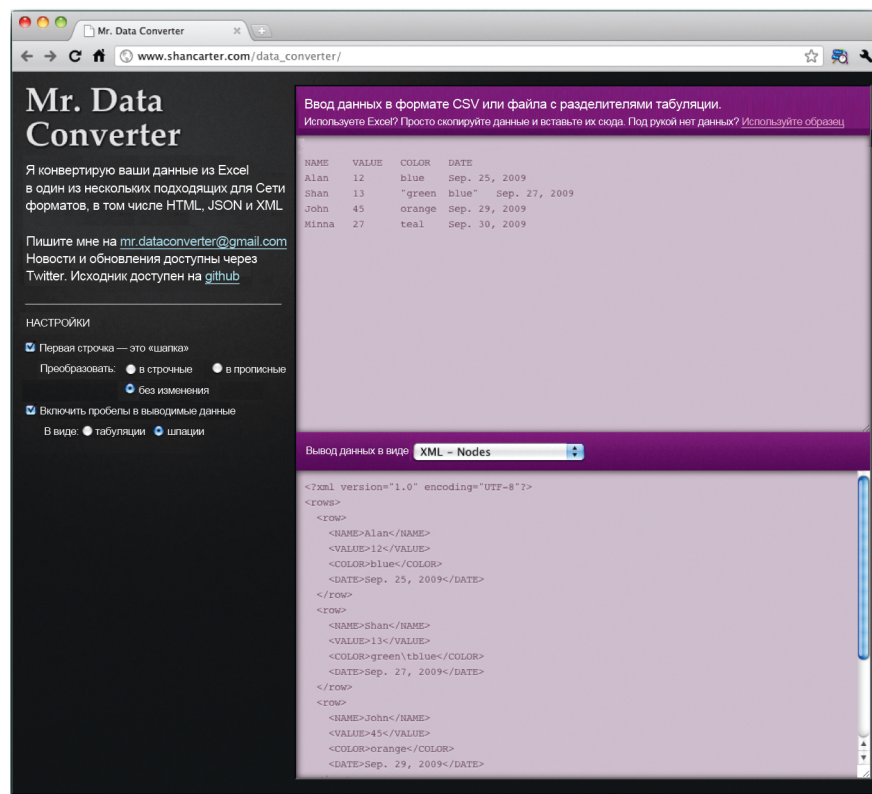 Mr. Data Converter
www.shancarter.com/data_converter/
Mr. Data
Converter
Я конвертирую ваши данные из Excel
в один из нескольких подходящих для Сети
форматов, в том числе HTML, JSON и XML
Пишите мне на mr.dataconverter@gmail.com
Новости и обновления доступны через
Twitter. Исходник доступен на github
НАСТРОЙКИ
Первая строчка — это «шапка»
Преобразовать: в строчные в прописные
без изменения
Включить пробелы в выводимые данные
В виде: табуляции шпации
Ввод данных в формате CSV или файла с разделителями табуляции.
Используете Excel? Просто скопируйте данные и вставьте их сюда. Под рукой нет данных? Используйте образец
NAME VALUE COLOR DATE
Alan 12 blue Sep. 25, 2009
Shan 13 "green blue" Sep. 27, 2009
John 45 orange Sep. 29, 2009
Minna 27 teal Sep. 30, 2009
Вывод данных в виде XML – Nodes
<?xml version="1.0" encoding="UTF-8"?>
<rows>
<row>
<NAME>Alan</NAME>
<VALUE>12</VALUE>
<COLOR>blue</COLOR>
<DATE>Sep. 25, 2009</DATE>
</row>
<row>
<NAME>Shan</NAME>
<VALUE>13</VALUE>
<COLOR>green\tblue</COLOR>
<DATE>Sep. 27, 2009</DATE>
</row>
<row>
<NAME>John</NAME>
<VALUE>45</VALUE>
<COLOR>orange</COLOR>
<DATE>Sep. 29, 2009</DATE>